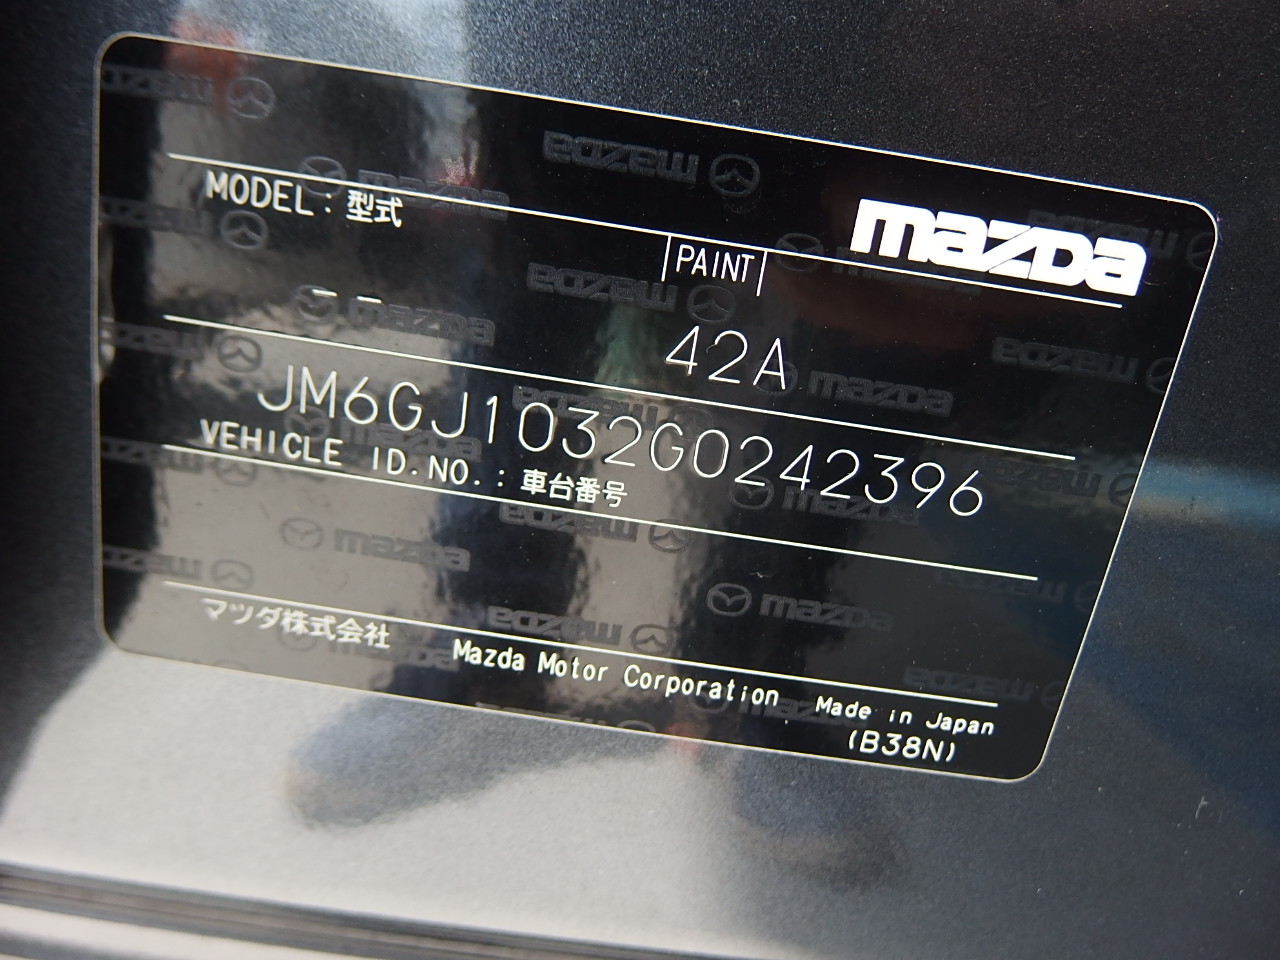 mazda
MODEL：型式
PAINT
— —
42A
JM6GJ1032G0242396
VEHICLE ID.NO.：車台番号
マツダ株式会社 Mazda Motor Corporation Made in Japan
(B38N)